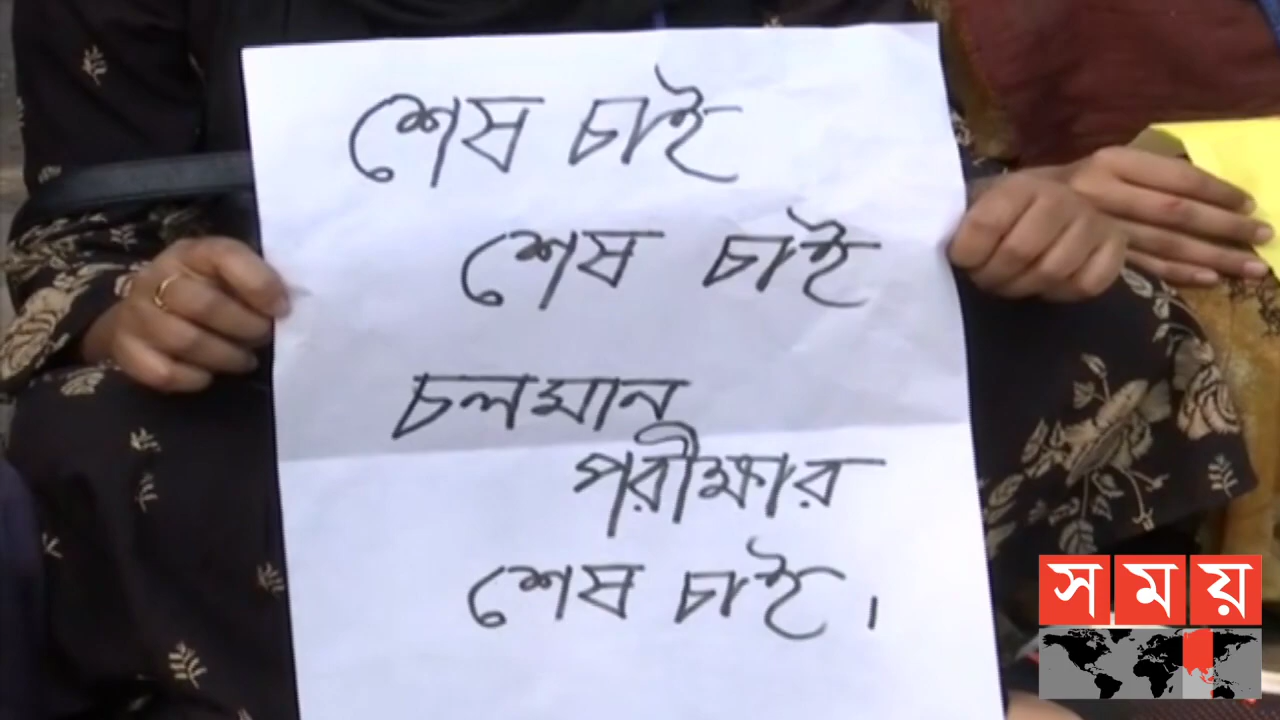 শেষ চাই
শেষ চাই
চলমান
পরীক্ষার
শেষ চাই।
সময়